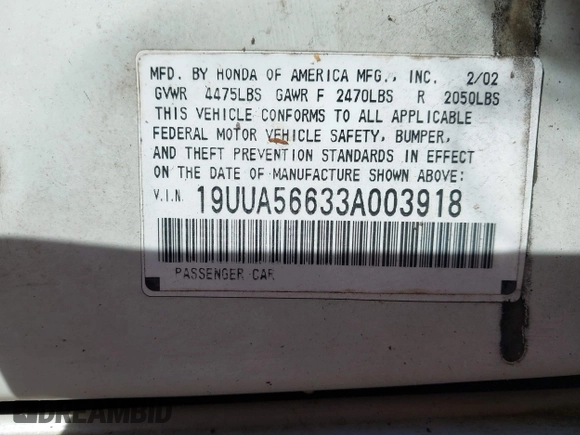 MFD. BY HONDA OF AMERICA MFG., INC. 2/02
GVWR 4475LBS GAWR F 2470LBS R 2050LBS
THIS VEHICLE CONFORMS TO ALL APPLICABLE
FEDERAL MOTOR VEHICLE SAFETY, BUMPER,
AND THEFT PREVENTION STANDARDS IN EFFECT
ON THE DATE OF MANUFACTURE SHOWN ABOVE:
V.I.N. 19UUA56633A003918
PASSENGER CAR
DREAMBID